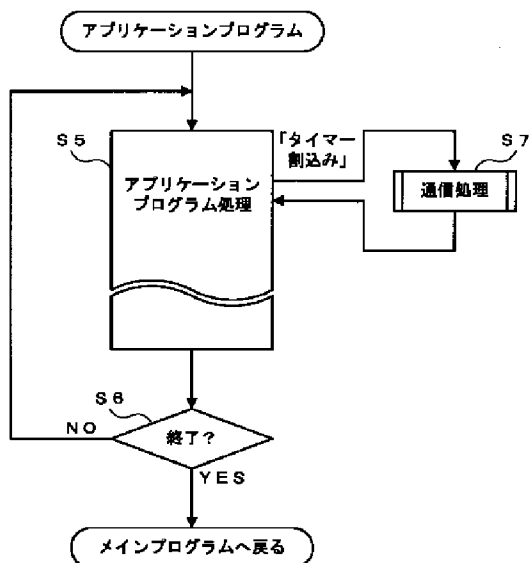 アプリケーションプログラム
S5
アプリケーション
プログラム処理
「タイマー
割込み」
S7
通信処理
S6
終了?
NO
YES
メインプログラムへ戻る